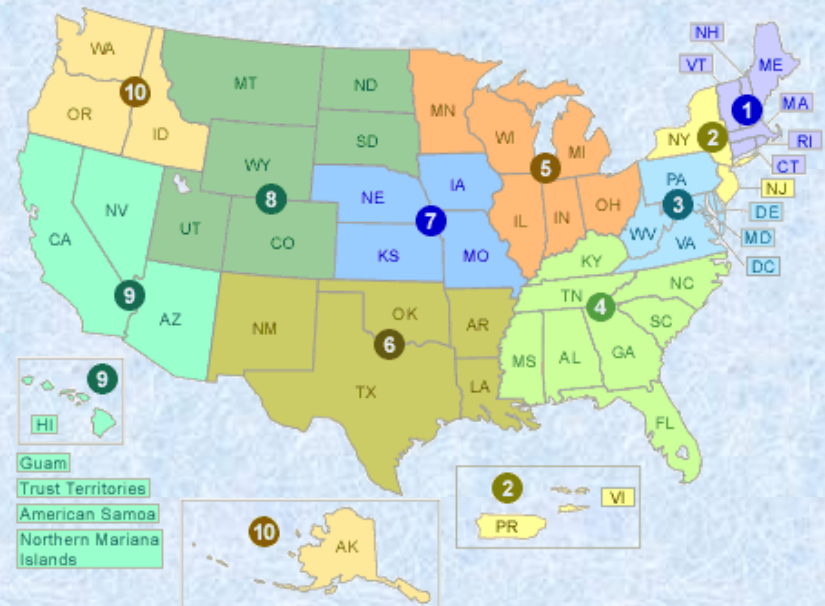 NH
WA
ME
VT
MT
ND
10
MN
MA
OR
1
WI
NY
2
RI
ID
SD
MI
CT
WY
5
PA
NJ
IA
NE
8
3
OH
DE
NV
IL
IN
7
UT
WV
MD
CA
CO
VA
KS
MO
KY
DC
NC
9
TN
4
AZ
OK
AR
SC
NM
6
GA
MS
AL
9
LA
TX
HI
FL
Guam
Trust Territories
2
VI
American Samoa
PR
10
Northern Mariana
Islands
AK